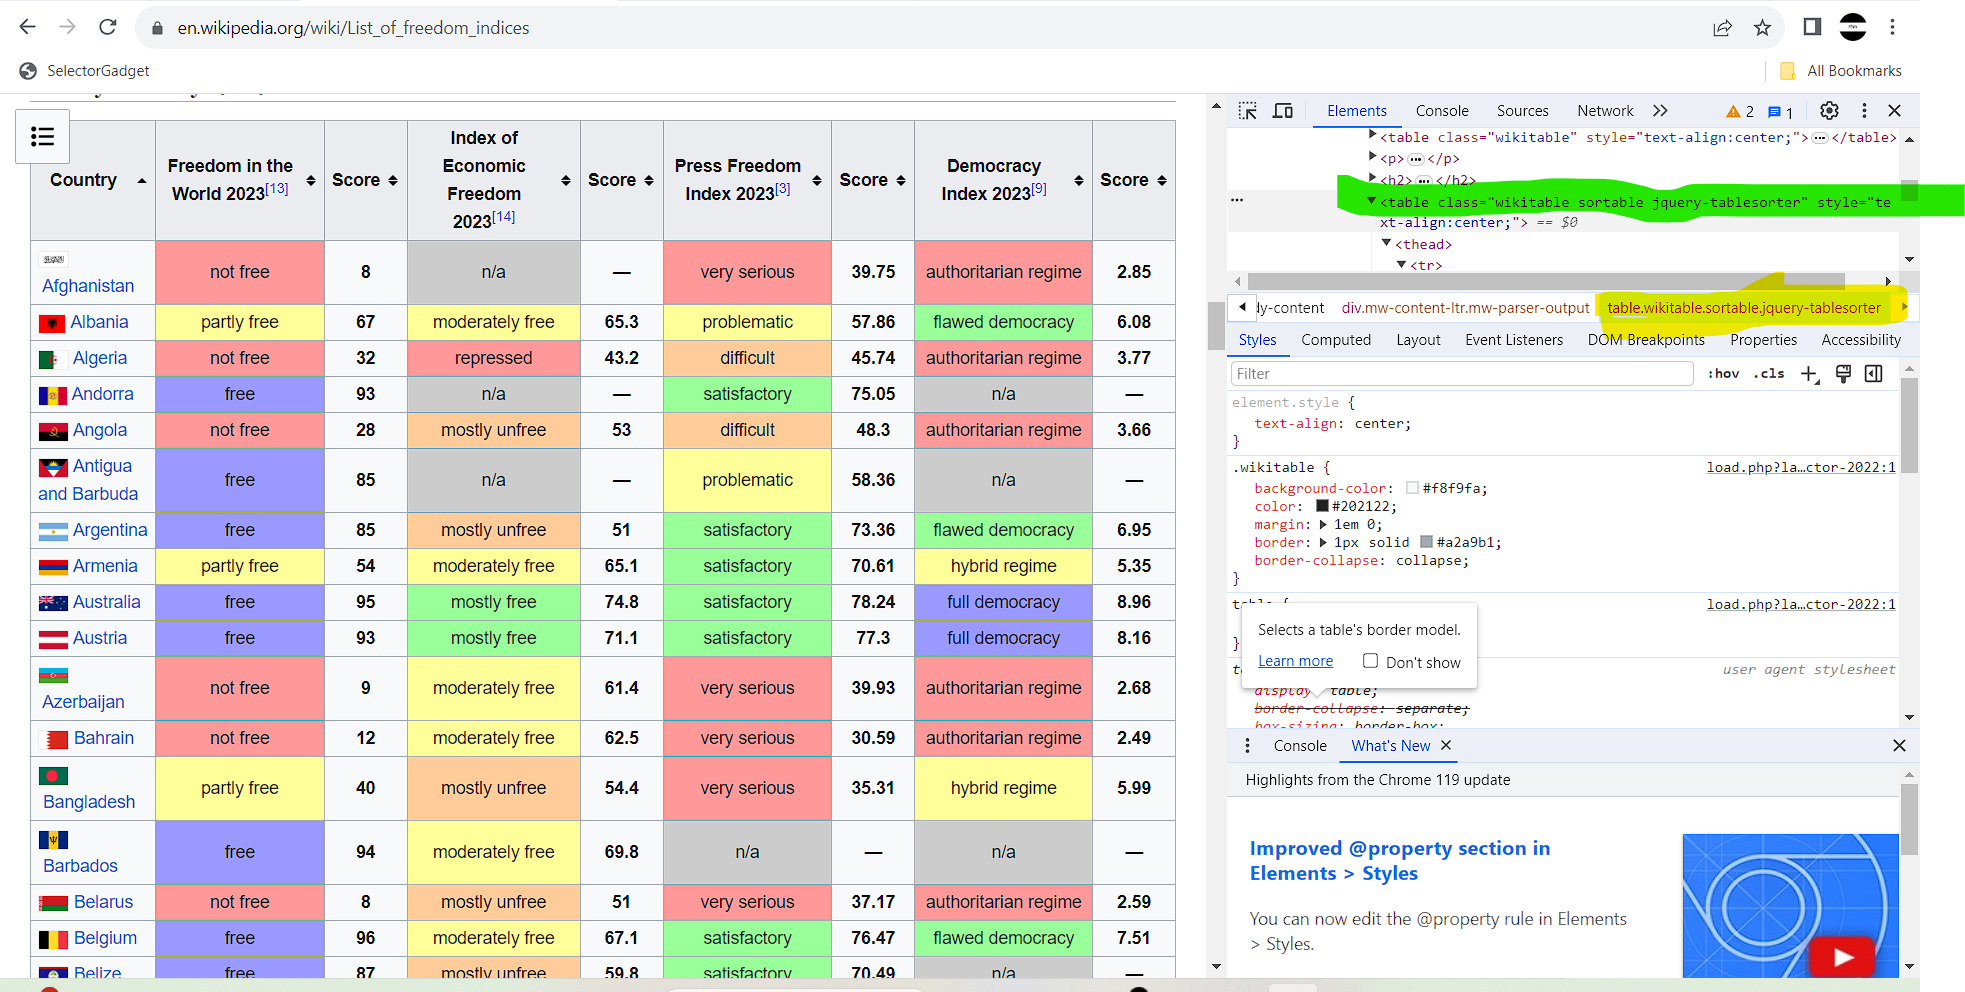 en.wikipedia.org/wiki/List_of_freedom_indices
SelectorGadget
All Bookmarks
Country
Freedom in the World 2023[13]
Score
Index of Economic Freedom 2023[14]
Score
Press Freedom Index 2023[3]
Score
Democracy Index 2023[9]
Score
Afghanistan not free 8 n/a — very serious 39.75 authoritarian regime 2.85
Albania partly free 67 moderately free 65.3 problematic 57.86 flawed democracy 6.08
Algeria not free 32 repressed 43.2 difficult 45.74 authoritarian regime 3.77
Andorra free 93 n/a — satisfactory 75.05 n/a —
Angola not free 28 mostly unfree 53 difficult 48.3 authoritarian regime 3.66
Antigua and Barbuda free 85 n/a — problematic 58.36 n/a —
Argentina free 85 mostly unfree 51 satisfactory 73.36 flawed democracy 6.95
Armenia partly free 54 moderately free 65.1 satisfactory 70.61 hybrid regime 5.35
Australia free 95 mostly free 74.8 satisfactory 78.24 full democracy 8.96
Austria free 93 mostly free 71.1 satisfactory 77.3 full democracy 8.16
Azerbaijan not free 9 moderately free 61.4 very serious 39.93 authoritarian regime 2.68
Bahrain not free 12 moderately free 62.5 very serious 30.59 authoritarian regime 2.49
Bangladesh partly free 40 mostly unfree 54.4 very serious 35.31 hybrid regime 5.99
Barbados free 94 moderately free 69.8 n/a — n/a —
Belarus not free 8 mostly unfree 51 very serious 37.17 authoritarian regime 2.59
Belgium free 96 moderately free 67.1 satisfactory 76.47 flawed democracy 7.51
Belize free 87 mostly unfree 59.8 satisfactory 70.49 n/a —
Elements Console Sources Network 2 1
<table class="wikitable" style="text-align:center;">…</table>
<p>…</p>
<h2>…</h2>
<table class="wikitable sortable jquery-tablesorter" style="te
xt-align:center;"> == $0
<thead>
<tr>
dy-content div.mw-content-ltr.mw-parser-output table.wikitable.sortable.jquery-tablesorter
Styles Computed Layout Event Listeners DOM Breakpoints Properties Accessibility
Filter :hov .cls
element.style {
text-align: center;
}
.wikitable { load.php?la…ctor-2022:1
background-color: #f8f9fa;
color: #202122;
margin: 1em 0;
border: 1px solid #a2a9b1;
border-collapse: collapse;
}
table { load.php?la…ctor-2022:1
Selects a table's border model.
}
Learn more Don't show
user agent stylesheet
display: table;
border-collapse: separate;
box-sizing: border-box;
Console What's New
Highlights from the Chrome 119 update
Improved @property section in
Elements > Styles
You can now edit the @property rule in Elements
> Styles.